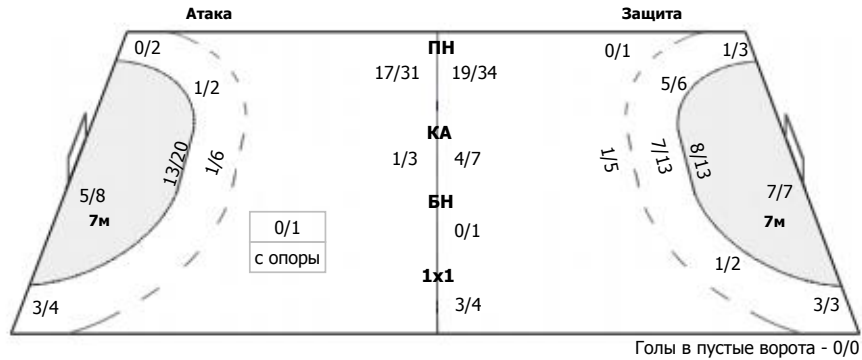 Атака Защита
0/2 ПН 0/1 1/3
17/31 19/34
1/2 5/6
КА
13/20 1/6 1/3 4/7 1/5 7/13 8/13
5/8 БН 7/7
7м 7м
0/1 0/1
с опоры 1/2
1x1
3/4 3/4 3/3
Голы в пустые ворота - 0/0